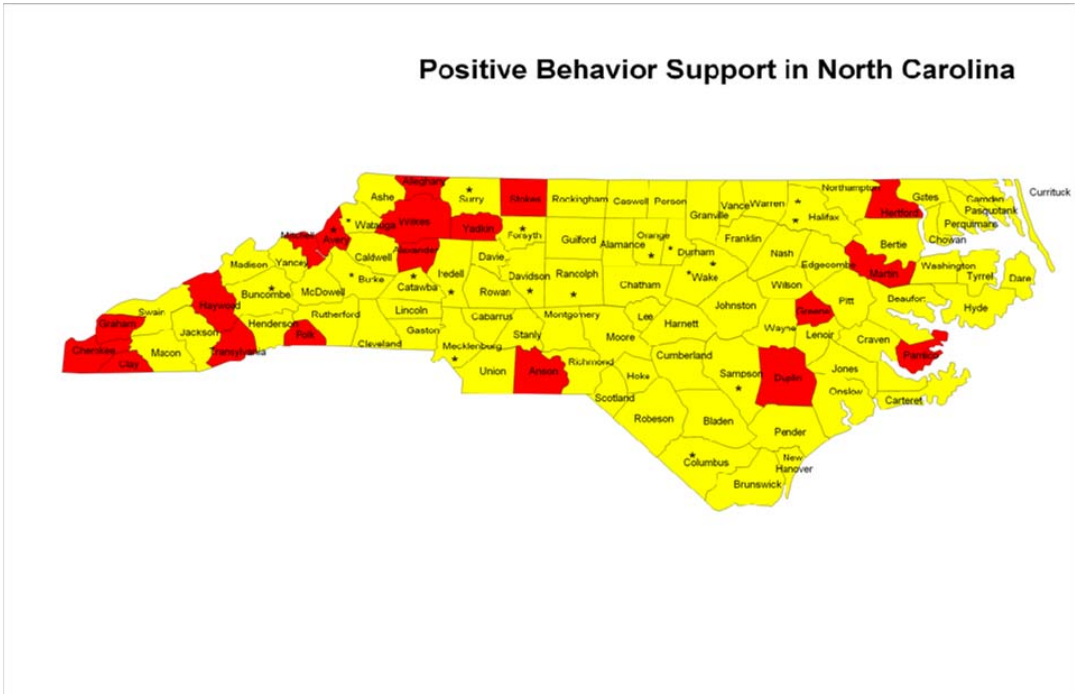 Positive Behavior Support in North Carolina
Alleghany
Ashe
Surry
Stokes
Rockingham
Caswell
Person
Granville
Vance
Warren
Northampton
Hertford
Gates
Camden
Pasquotank
Currituck
Perquimans
Chowan
Halifax
Watauga
Wilkes
Yadkin
Forsyth
Guilford
Alamance
Orange
Durham
Franklin
Nash
Edgecombe
Bertie
Martin
Washington
Tyrrel
Dare
Avery
Caldwell
Alexander
Iredell
Davie
Davidson
Chatham
Wake
Wilson
Pitt
Beaufort
Hyde
Madison
Yancey
Burke
Catawba
Rowan
Johnston
Greene
Haywood
Buncombe
McDowell
Lincoln
Cabarrus
Montgomery
Lee
Harnett
Wayne
Lenoir
Craven
Pamlico
Swain
Graham
Jackson
Henderson
Rutherford
Polk
Cleveland
Gaston
Mecklenburg
Stanly
Moore
Cherokee
Clay
Macon
Transylvania
Union
Anson
Richmond
Hoke
Scotland
Cumberland
Sampson
Duplin
Jones
Onslow
Carteret
Robeson
Bladen
Pender
Columbus
New
Hanover
Brunswick